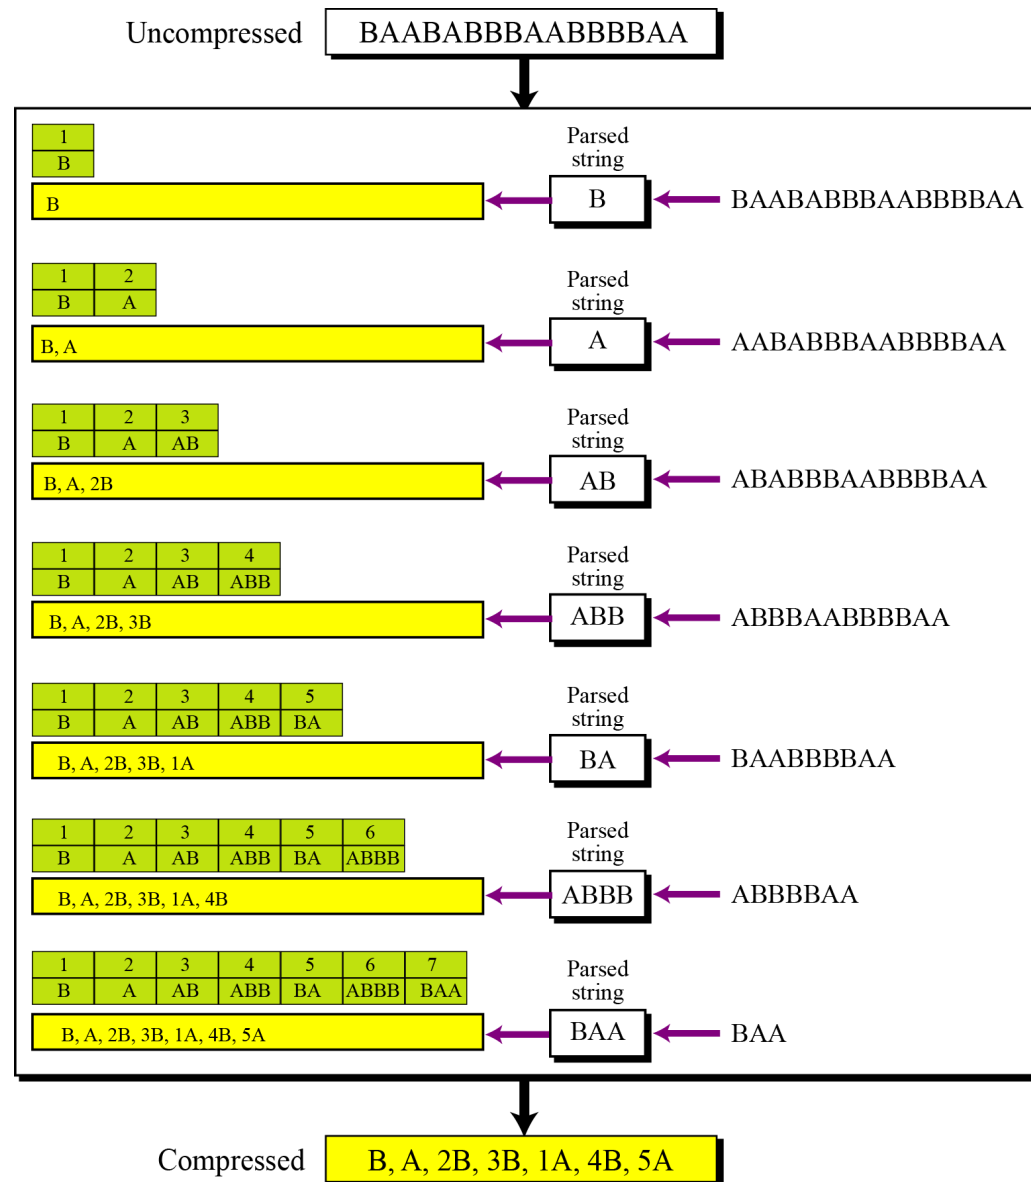 Uncompressed BAABABBBAABBBBAA
1
B
Parsed string
B B BAABABBBAABBBBAA
1 2
B A
Parsed string
B, A A AABABBBAABBBBAA
1 2 3
B A AB
Parsed string
B, A, 2B AB ABABBBAABBBBAA
1 2 3 4
B A AB ABB
Parsed string
B, A, 2B, 3B ABB ABBBAABBBBAA
1 2 3 4 5
B A AB ABB BA
Parsed string
B, A, 2B, 3B, 1A BA BAABBBBAA
1 2 3 4 5 6
B A AB ABB BA ABBB
Parsed string
B, A, 2B, 3B, 1A, 4B ABBB ABBBBAA
1 2 3 4 5 6 7
B A AB ABB BA ABBB BAA
Parsed string
B, A, 2B, 3B, 1A, 4B, 5A BAA BAA
Compressed B, A, 2B, 3B, 1A, 4B, 5A